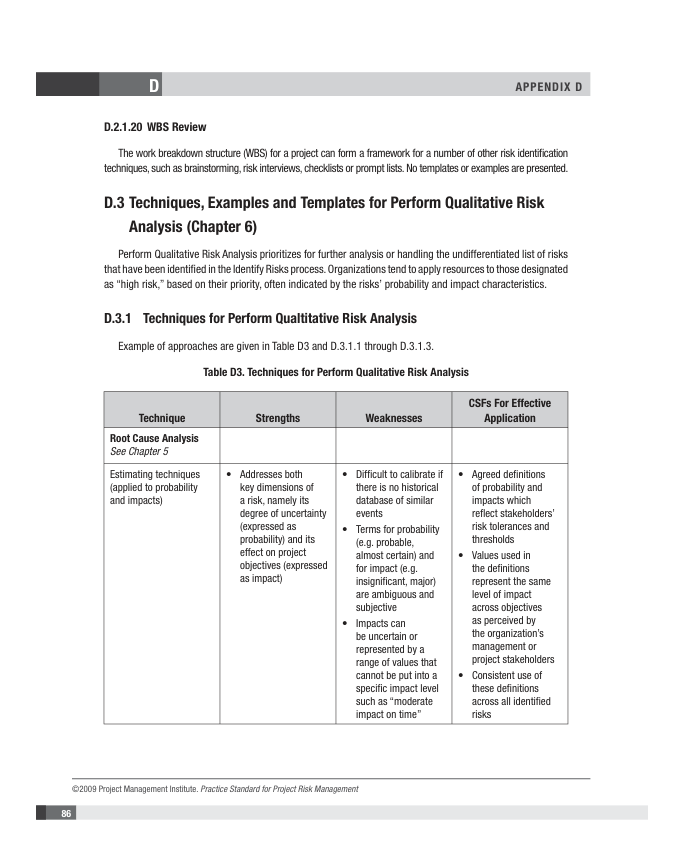 D
APPENDIX D
D.2.1.20 WBS Review
The work breakdown structure (WBS) for a project can form a framework for a number of other risk identification
techniques, such as brainstorming, risk interviews, checklists or prompt lists. No templates or examples are presented.
D.3 Techniques, Examples and Templates for Perform Qualitative Risk
Analysis (Chapter 6)
Perform Qualitative Risk Analysis prioritizes for further analysis or handling the undifferentiated list of risks
that have been identified in the Identify Risks process. Organizations tend to apply resources to those designated
as “high risk,” based on their priority, often indicated by the risks’ probability and impact characteristics.
D.3.1 Techniques for Perform Qualtitative Risk Analysis
Example of approaches are given in Table D3 and D.3.1.1 through D.3.1.3.
Table D3. Techniques for Perform Qualitative Risk Analysis
Technique
Strengths
Weaknesses
CSFs For Effective
Application
Root Cause Analysis
See Chapter 5
Estimating techniques
(applied to probability
and impacts)
• Addresses both
key dimensions of
a risk, namely its
degree of uncertainty
(expressed as
probability) and its
effect on project
objectives (expressed
as impact)
• Difficult to calibrate if
there is no historical
database of similar
events
• Terms for probability
(e.g. probable,
almost certain) and
for impact (e.g.
insignificant, major)
are ambiguous and
subjective
• Impacts can
be uncertain or
represented by a
range of values that
cannot be put into a
specific impact level
such as “moderate
impact on time”
• Agreed definitions
of probability and
impacts which
reflect stakeholders’
risk tolerances and
thresholds
• Values used in
the definitions
represent the same
level of impact
across objectives
as perceived by
the organization’s
management or
project stakeholders
• Consistent use of
these definitions
across all identified
risks
©2009 Project Management Institute. Practice Standard for Project Risk Management
86